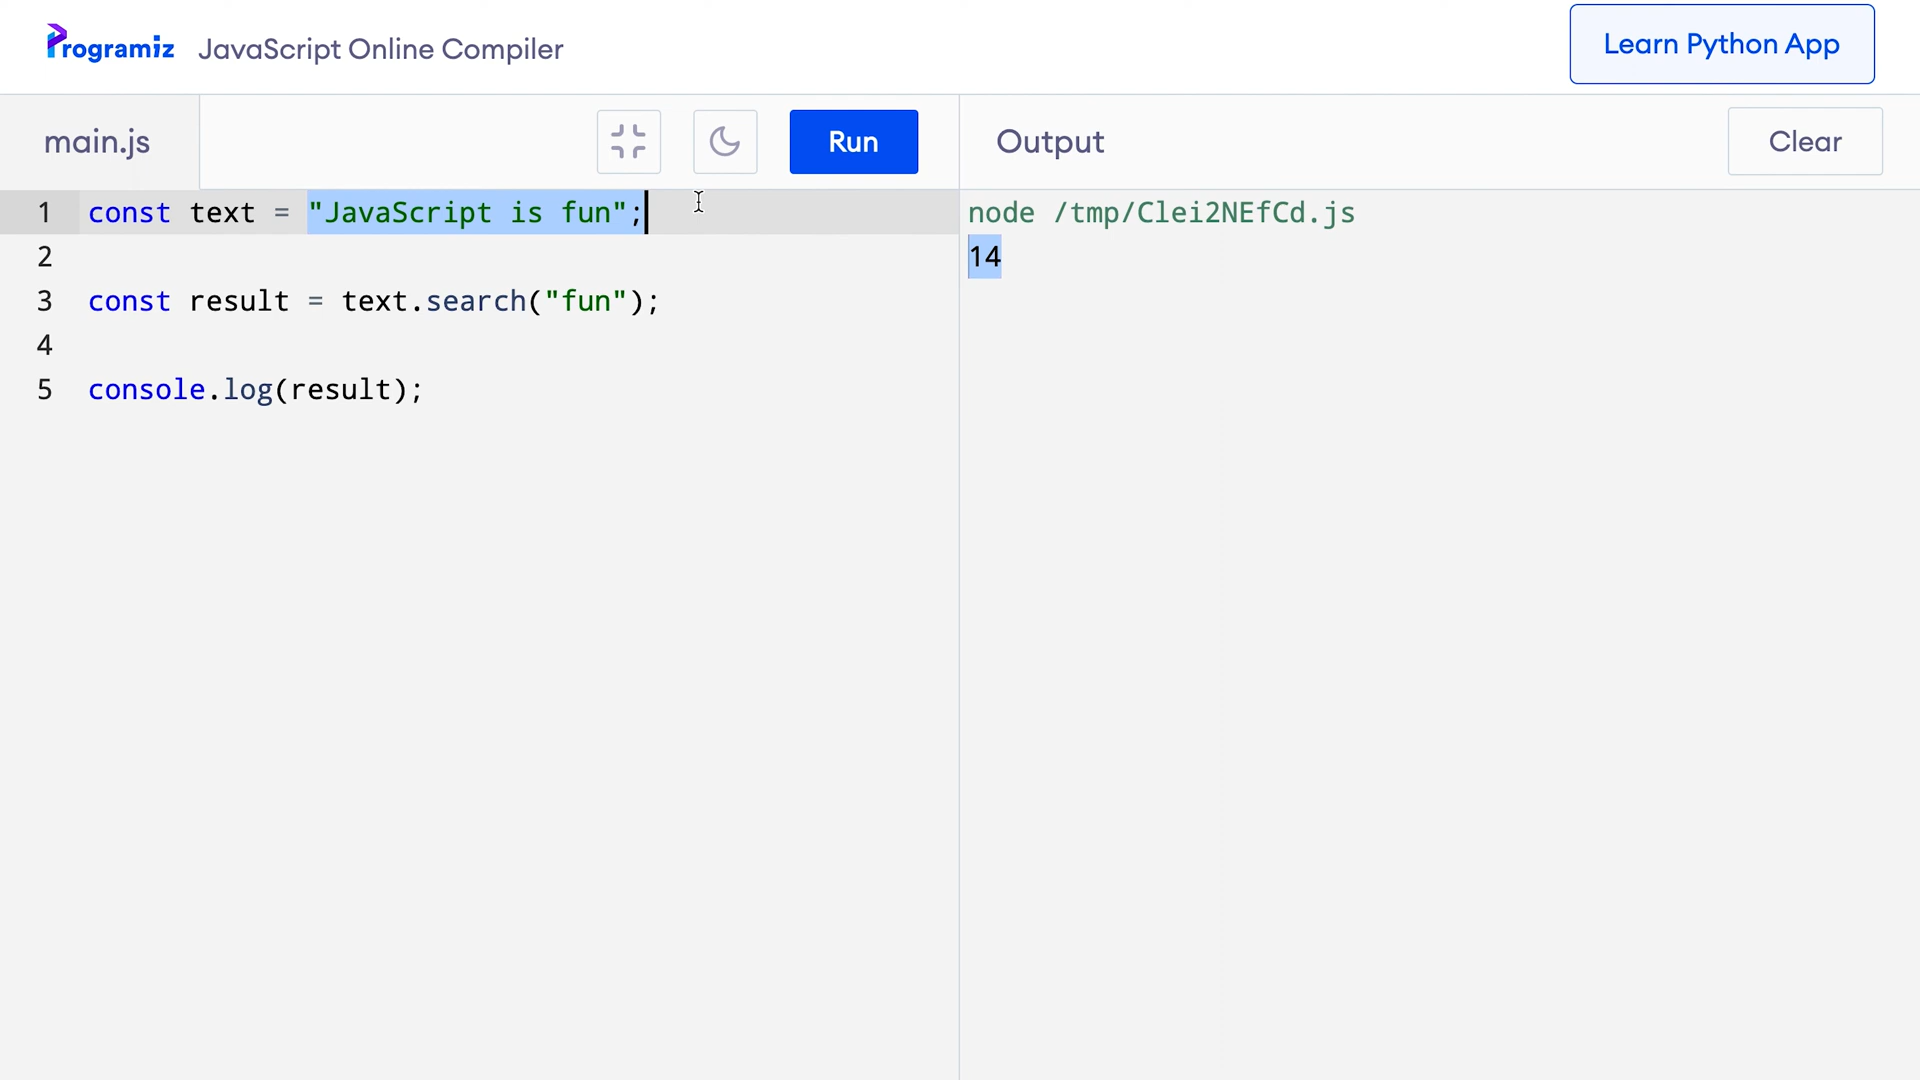 Programiz JavaScript Online Compiler
Learn Python App
main.js
Run
Output
Clear
1 const text = "JavaScript is fun";
2
3 const result = text.search("fun");
4
5 console.log(result);
node /tmp/Clei2NEfCd.js
14